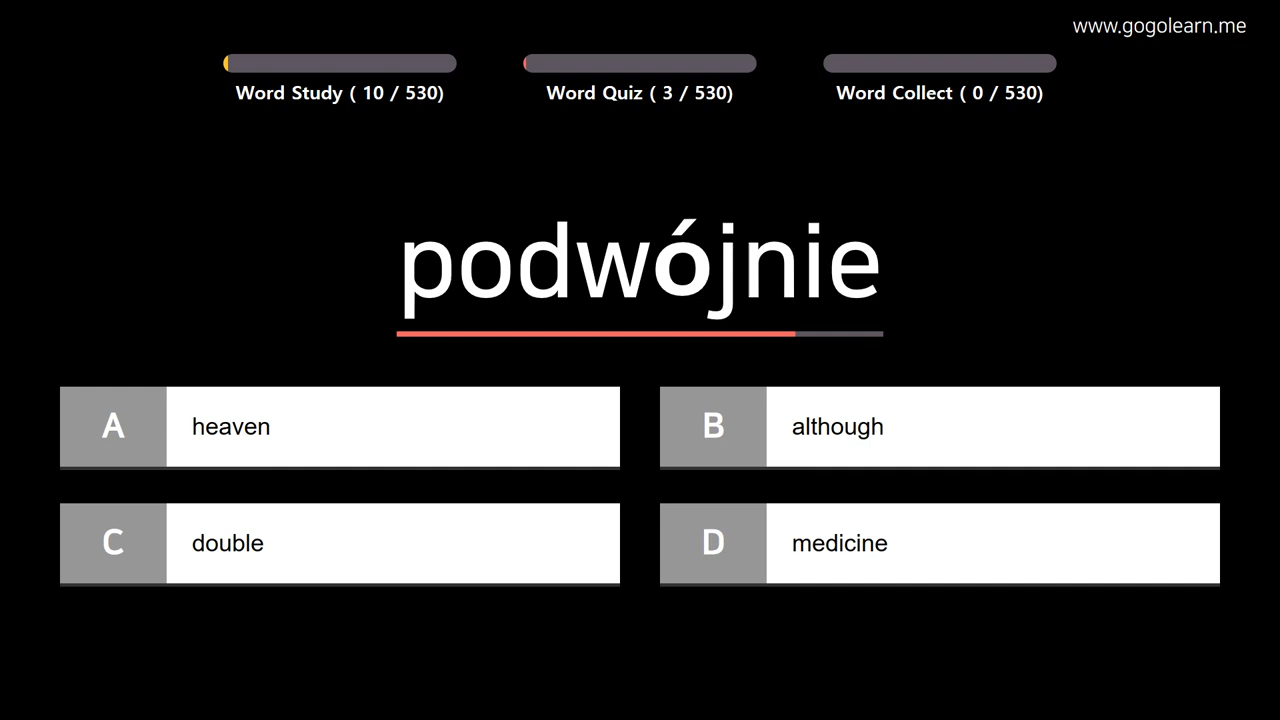 www.gogolearn.me
Word Study ( 10 / 530)
Word Quiz ( 3 / 530)
Word Collect ( 0 / 530)
podwójnie
A heaven
B although
C double
D medicine